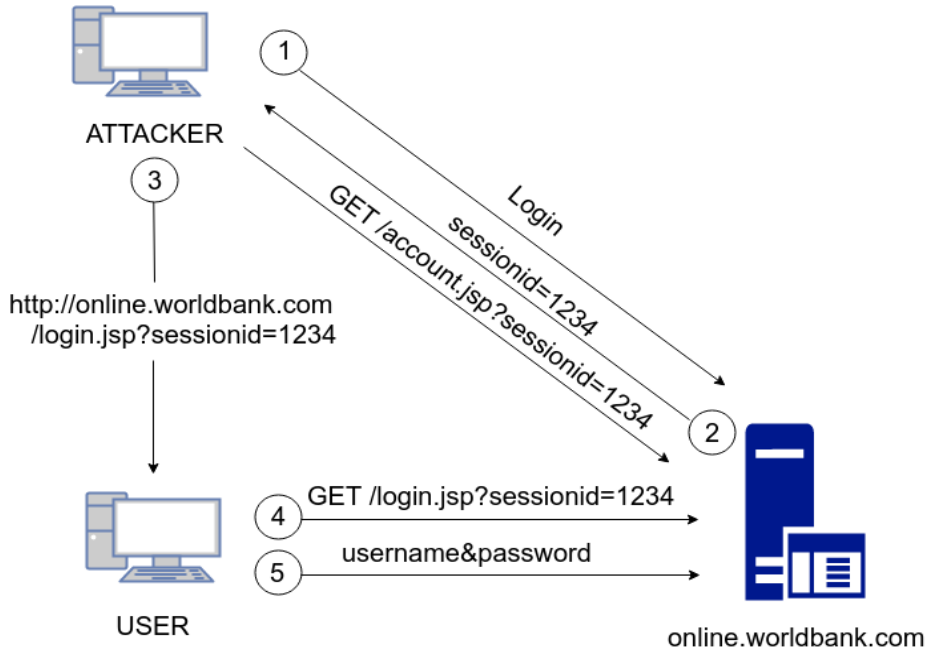 1
ATTACKER
3
Login
sessionid=1234
GET /account.jsp?sessionid=1234
http://online.worldbank.com
/login.jsp?sessionid=1234
2
4
GET /login.jsp?sessionid=1234
5
username&password
USER
online.worldbank.com